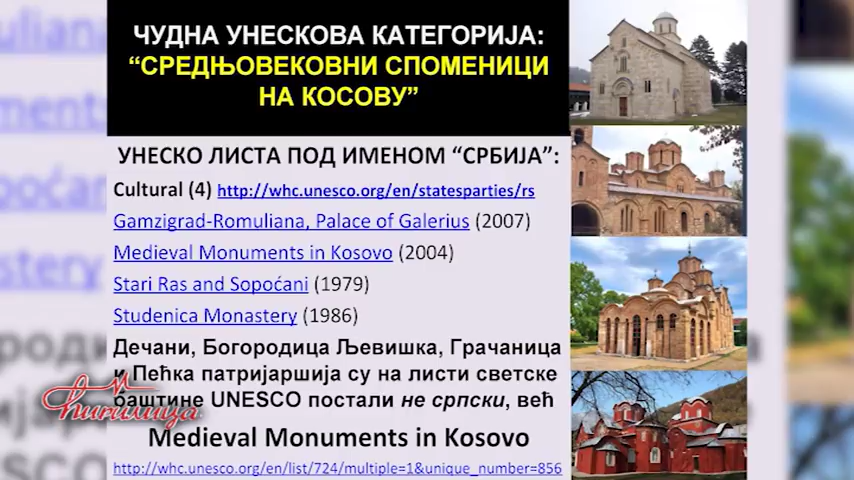 ЧУДНА УНЕСКОВА КАТЕГОРИЈА:
“СРЕДЊОВЕКОВНИ СПОМЕНИЦИ
НА КОСОВУ”
УНЕСКО ЛИСТА ПОД ИМЕНОМ “СРБИЈА”:
Cultural (4) http://whc.unesco.org/en/statesparties/rs
Gamzigrad-Romuliana, Palace of Galerius (2007)
Medieval Monuments in Kosovo (2004)
Stari Ras and Sopoćani (1979)
Studenica Monastery (1986)
Дечани, Богородица Љевишка, Грачаница
и Пећка патријаршија су на листи светске
баштине UNESCO постали не српски, већ
Medieval Monuments in Kosovo
http://whc.unesco.org/en/list/724/multiple=1&unique_number=856
Ћирилица